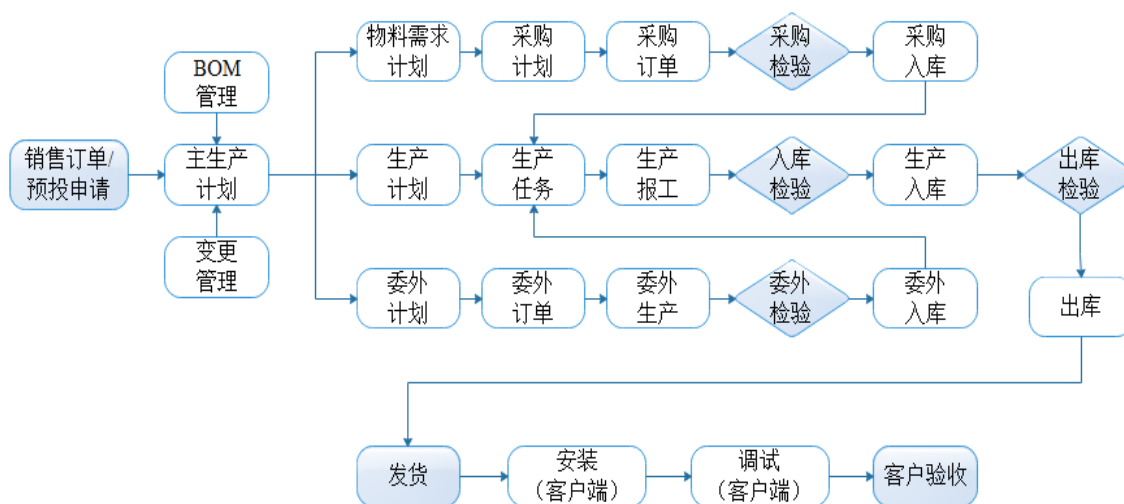 物料需求
计划
采购
计划
采购
订单
采购
检验
采购
入库
BOM
管理
销售订单/
预投申请
主生产
计划
生产
计划
生产
任务
生产
报工
入库
检验
生产
入库
出库
检验
变更
管理
委外
计划
委外
订单
委外
生产
委外
检验
委外
入库
出库
发货
安装
（客户端）
调试
（客户端）
客户验收